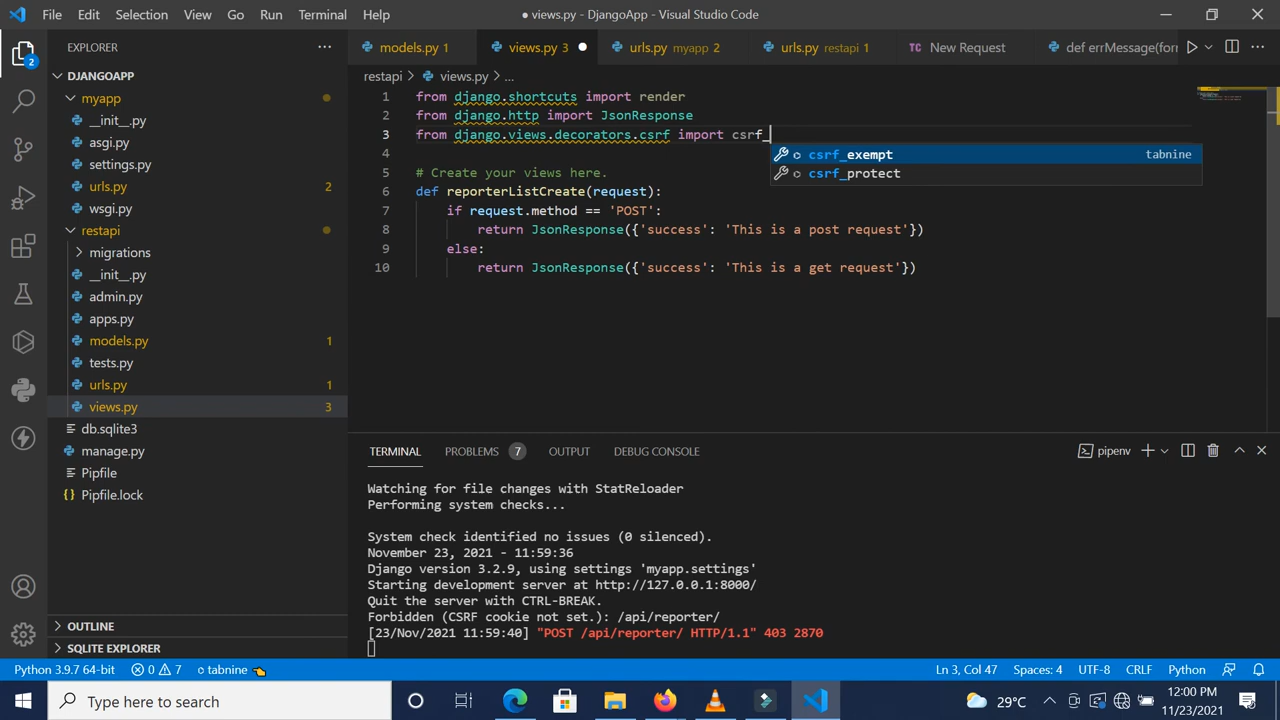 File Edit Selection View Go Run Terminal Help
● views.py - DjangoApp - Visual Studio Code
EXPLORER
models.py 1
views.py 3
urls.py myapp 2
urls.py restapi 1
TC New Request
def errMessage(forr
DJANGOAPP
restapi > views.py > ...
myapp
__init__.py
asgi.py
settings.py
urls.py 2
wsgi.py
restapi
migrations
__init__.py
admin.py
apps.py
models.py 1
tests.py
urls.py 1
views.py 3
db.sqlite3
manage.py
Pipfile
Pipfile.lock
OUTLINE
SQLITE EXPLORER
2
1 from django.shortcuts import render
2 from django.http import JsonResponse
3 from django.views.decorators.csrf import csrf_
4
csrf_exempt tabnine
csrf_protect
5 # Create your views here.
6 def reporterListCreate(request):
7 if request.method == 'POST':
8 return JsonResponse({'success': 'This is a post request'})
9 else:
10 return JsonResponse({'success': 'This is a get request'})
TERMINAL PROBLEMS 7 OUTPUT DEBUG CONSOLE
pipenv
Watching for file changes with StatReloader
Performing system checks...
System check identified no issues (0 silenced).
November 23, 2021 - 11:59:36
Django version 3.2.9, using settings 'myapp.settings'
Starting development server at http://127.0.0.1:8000/
Quit the server with CTRL-BREAK.
Forbidden (CSRF cookie not set.): /api/reporter/
[23/Nov/2021 11:59:40] "POST /api/reporter/ HTTP/1.1" 403 2870
Python 3.9.7 64-bit 0 7 tabnine
Ln 3, Col 47 Spaces: 4 UTF-8 CRLF Python
Type here to search
29°C
12:00 PM
11/23/2021